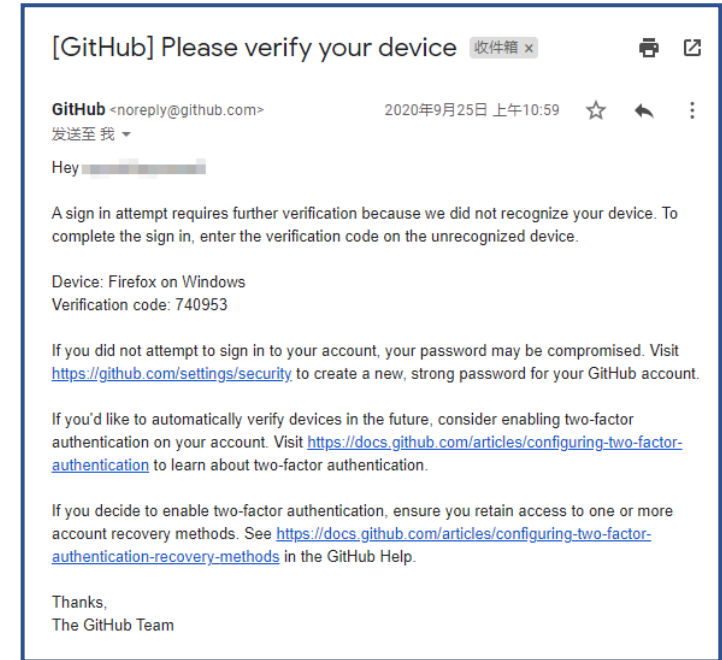 [GitHub] Please verify your device 收件箱 ×
GitHub <noreply@github.com> 2020年9月25日 上午10:59
发送至 我
Hey
A sign in attempt requires further verification because we did not recognize your device. To
complete the sign in, enter the verification code on the unrecognized device.
Device: Firefox on Windows
Verification code: 740953
If you did not attempt to sign in to your account, your password may be compromised. Visit
https://github.com/settings/security to create a new, strong password for your GitHub account.
If you'd like to automatically verify devices in the future, consider enabling two-factor
authentication on your account. Visit https://docs.github.com/articles/configuring-two-factor-
authentication to learn about two-factor authentication.
If you decide to enable two-factor authentication, ensure you retain access to one or more
account recovery methods. See https://docs.github.com/articles/configuring-two-factor-
authentication-recovery-methods in the GitHub Help.
Thanks,
The GitHub Team